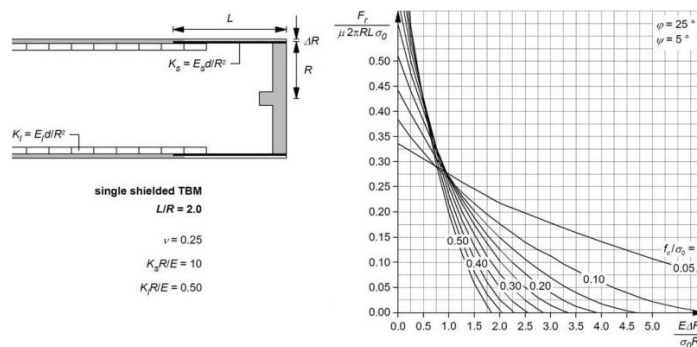 L
ΔR
R
K_s = E_s d/R²
K_l = E_l d/R²
single shielded TBM
L/R = 2.0
ν = 0.25
K_sR/E = 10
K_lR/E = 0.50
F_r
μ 2πRL σ₀
φ = 25 °
ψ = 5 °
0.50
0.45
0.40
0.35
0.30
0.25
0.20
0.15
0.10
0.05
0.00
0.50
0.40
0.30
0.20
0.10
f_c/σ₀ =
0.05
0.0 0.5 1.0 1.5 2.0 2.5 3.0 3.5 4.0 4.5 5.0
EΔR
σ₀R